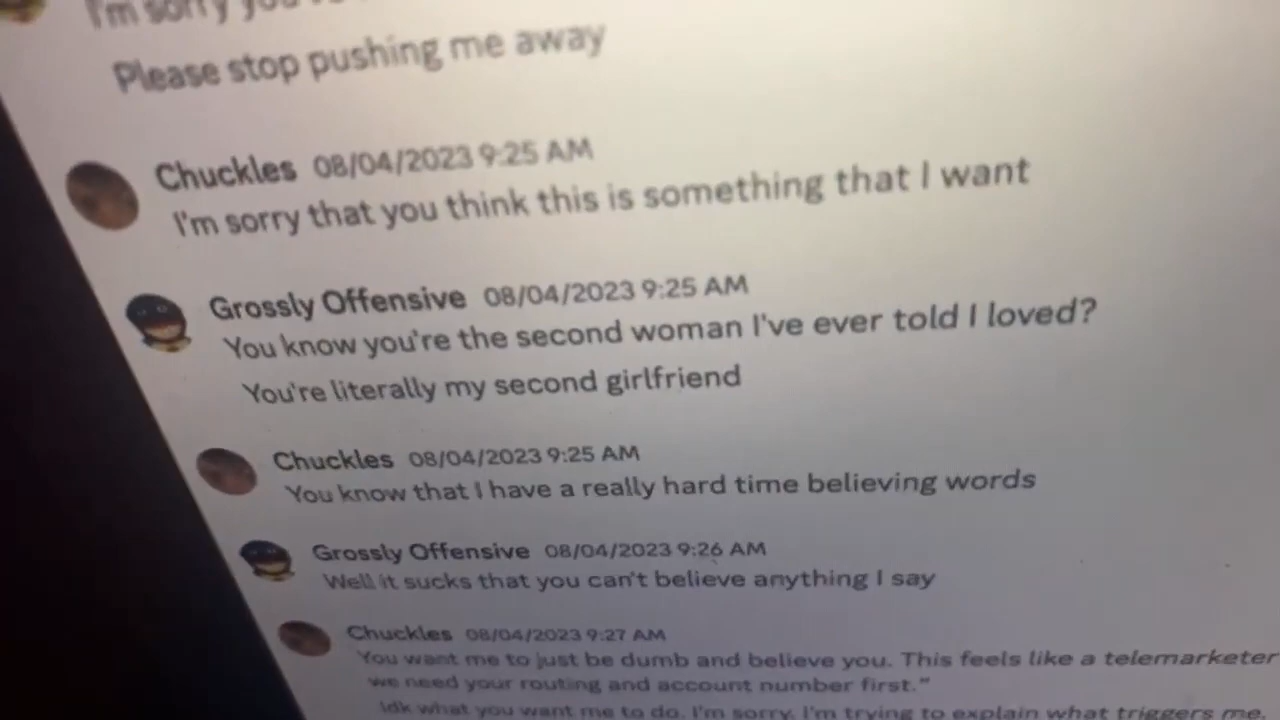 I'm sorry you've
Please stop pushing me away
Chuckles 08/04/2023 9:25 AM
I'm sorry that you think this is something that I want
Grossly Offensive 08/04/2023 9:25 AM
You know you're the second woman I've ever told I loved?
You're literally my second girlfriend
Chuckles 08/04/2023 9:25 AM
You know that I have a really hard time believing words
Grossly Offensive 08/04/2023 9:26 AM
Well it sucks that you can't believe anything I say
Chuckles 08/04/2023 9:27 AM
You want me to just be dumb and believe you. This feels like a telemarketer
we need your routing and account number first."
Idk what you want me to do. I'm sorry. I'm trying to explain what triggers me.